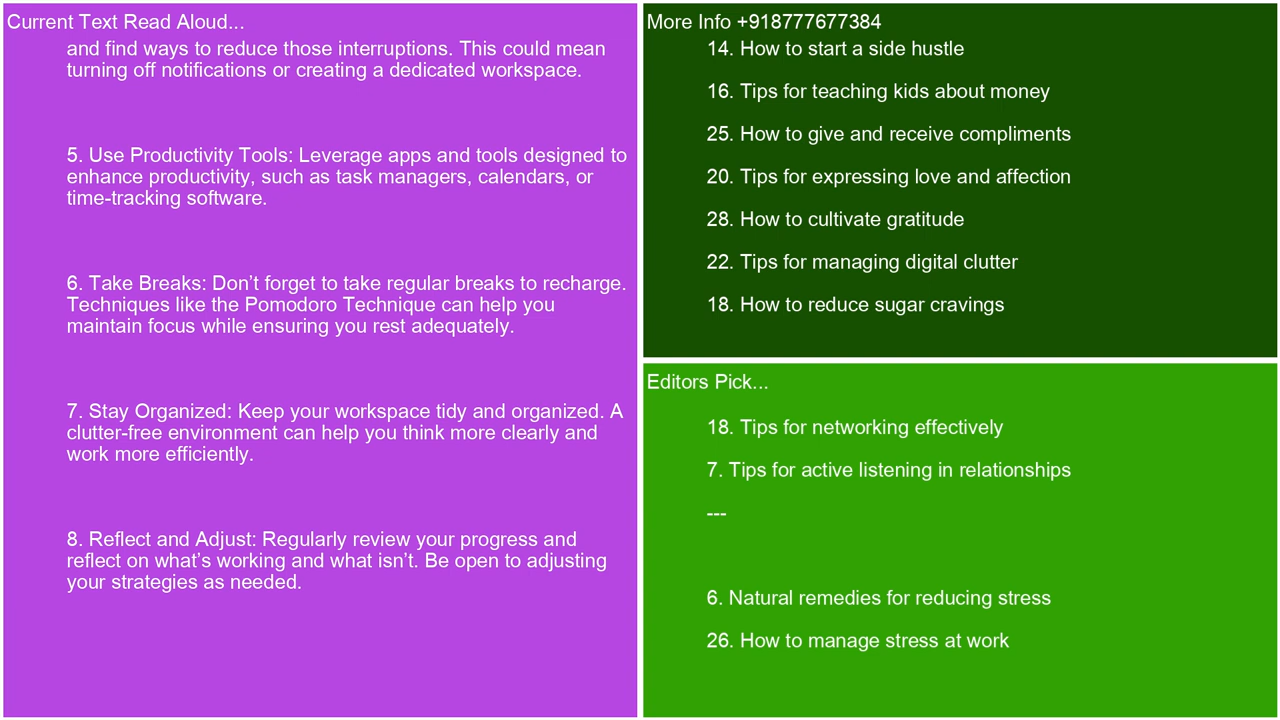 Current Text Read Aloud...
and find ways to reduce those interruptions. This could mean
turning off notifications or creating a dedicated workspace.
5. Use Productivity Tools: Leverage apps and tools designed to
enhance productivity, such as task managers, calendars, or
time-tracking software.
6. Take Breaks: Don’t forget to take regular breaks to recharge.
Techniques like the Pomodoro Technique can help you
maintain focus while ensuring you rest adequately.
7. Stay Organized: Keep your workspace tidy and organized. A
clutter-free environment can help you think more clearly and
work more efficiently.
8. Reflect and Adjust: Regularly review your progress and
reflect on what’s working and what isn’t. Be open to adjusting
your strategies as needed.
More Info +918777677384
14. How to start a side hustle
16. Tips for teaching kids about money
25. How to give and receive compliments
20. Tips for expressing love and affection
28. How to cultivate gratitude
22. Tips for managing digital clutter
18. How to reduce sugar cravings
Editors Pick...
18. Tips for networking effectively
7. Tips for active listening in relationships
---
6. Natural remedies for reducing stress
26. How to manage stress at work